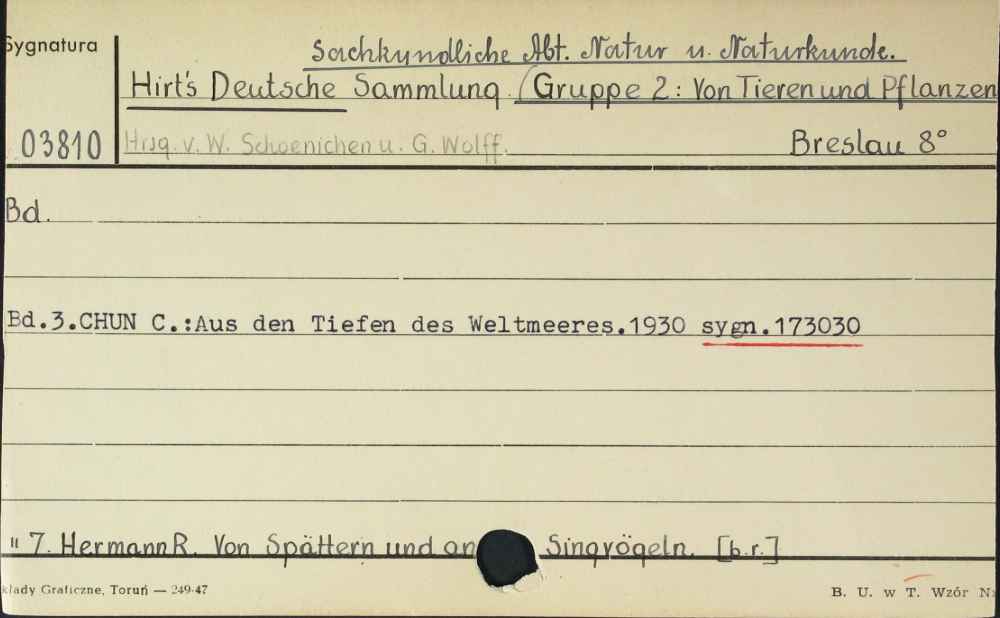 Sygnatura
Sachkundliche Abt. Natur u. Naturkunde.
Hirt's Deutsche Sammlung. (Gruppe 2: Von Tieren und Pflanzen
03810
Hrsg. v. W. Schoenichen u. G. Wolff.
Breslau 8°
Bd.
Bd.3.CHUN C.:Aus den Tiefen des Weltmeeres.1930 sygn.173030
" 7. Hermann R. Von Spättern und an Singvögeln. [b.r.]
kłady Graficzne, Toruń — 249-47
B. U. w T. Wzór N